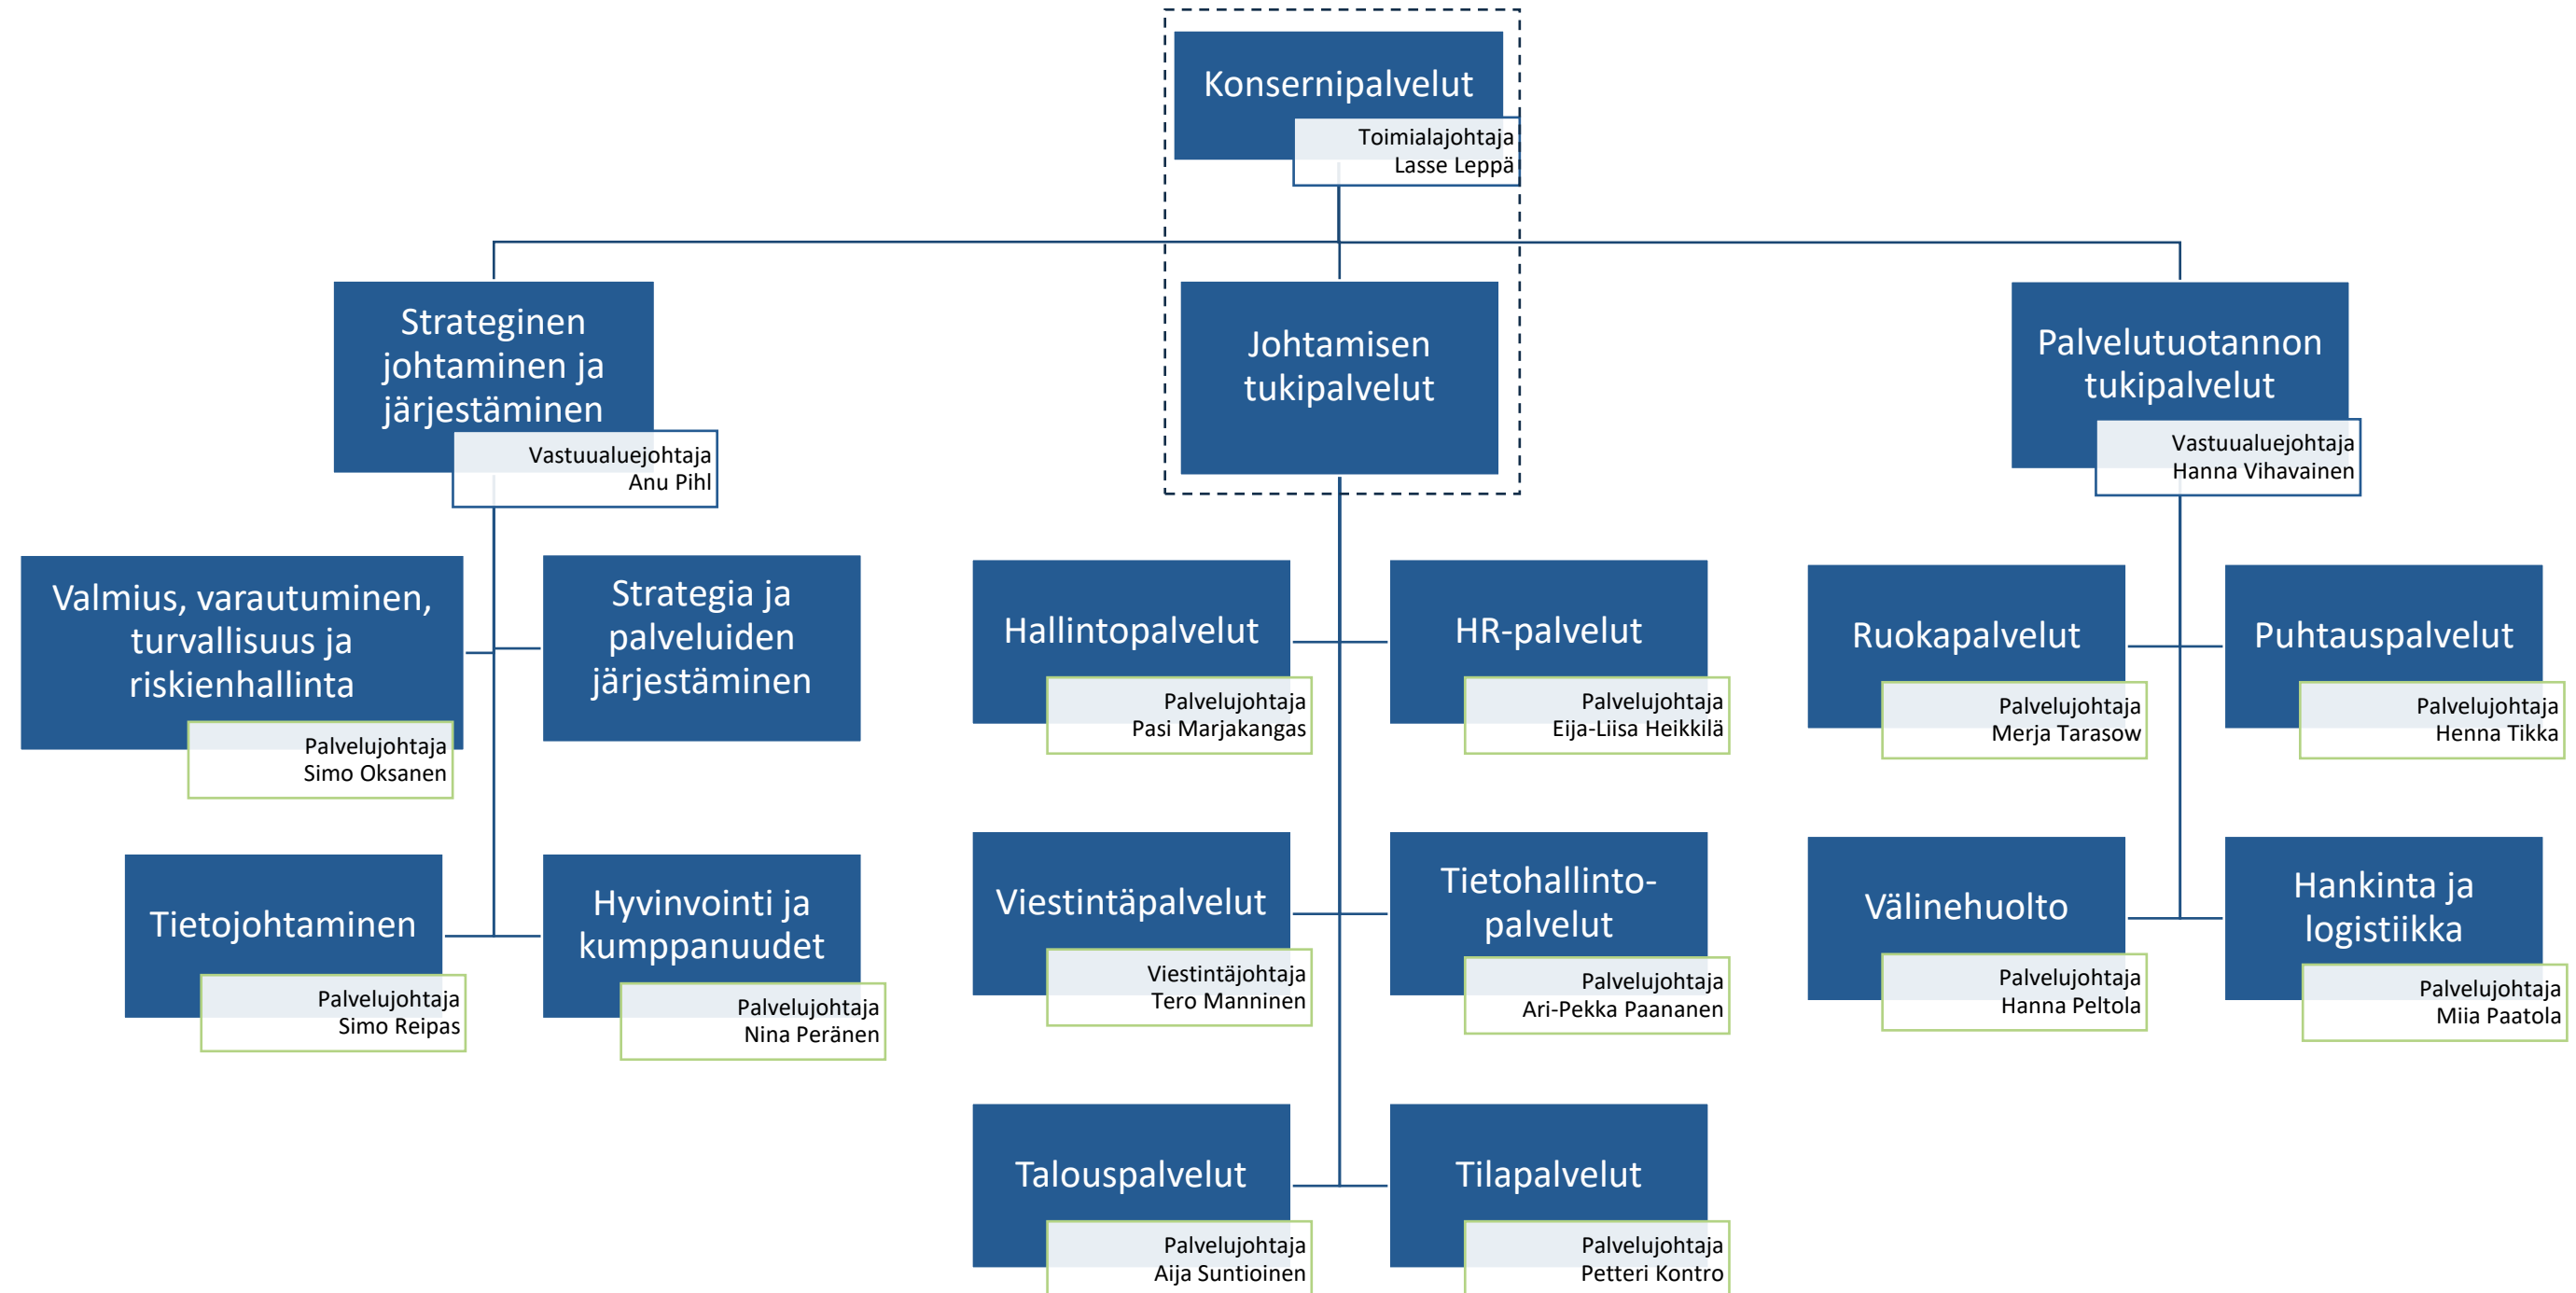 Konsernipalvelut
Toimialajohtaja
Lasse Leppä
Strateginen
johtaminen ja
järjestäminen
Vastuualuejohtaja
Anu Pihl
Johtamisen
tukipalvelut
Palvelutuotannon
tukipalvelut
Vastuualuejohtaja
Hanna Vihavainen
Valmius, varautuminen,
turvallisuus ja
riskienhallinta
Palvelujohtaja
Simo Oksanen
Strategia ja
palveluiden
järjestäminen
Tietojohtaminen
Palvelujohtaja
Simo Reipas
Hyvinvointi ja
kumppanuudet
Palvelujohtaja
Nina Peränen
Hallintopalvelut
Palvelujohtaja
Pasi Marjakangas
HR-palvelut
Palvelujohtaja
Eija-Liisa Heikkilä
Viestintäpalvelut
Viestintäjohtaja
Tero Manninen
Tietohallinto-
palvelut
Palvelujohtaja
Ari-Pekka Paananen
Talouspalvelut
Palvelujohtaja
Aija Suntioinen
Tilapalvelut
Palvelujohtaja
Petteri Kontro
Ruokapalvelut
Palvelujohtaja
Merja Tarasow
Puhtauspalvelut
Palvelujohtaja
Henna Tikka
Välinehuolto
Palvelujohtaja
Hanna Peltola
Hankinta ja
logistiikka
Palvelujohtaja
Miia Paatola